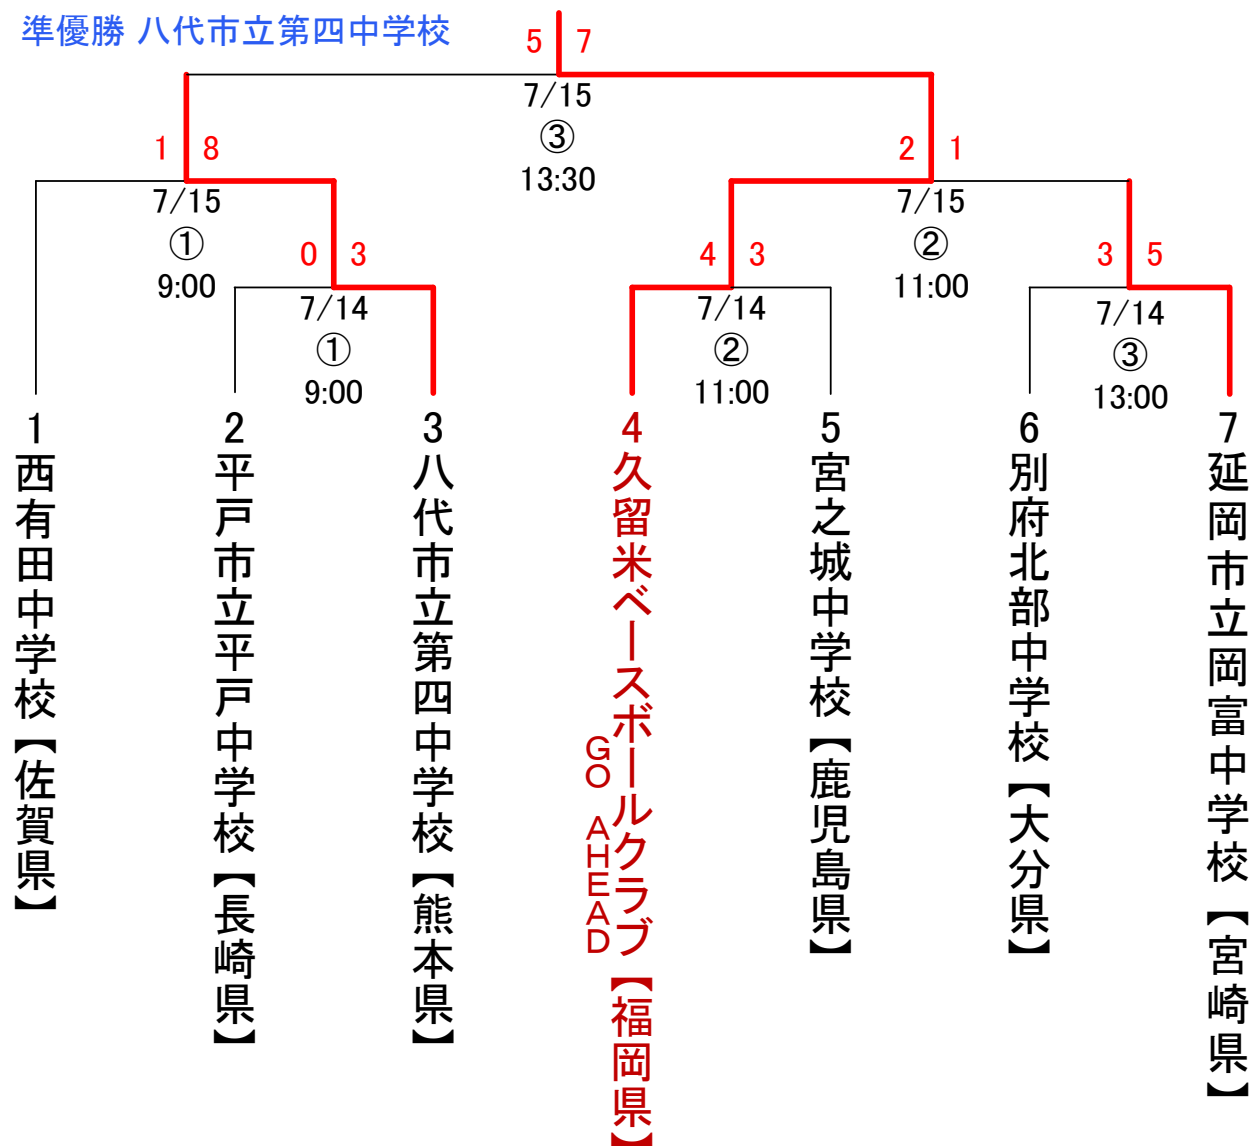 準優勝 八代市立第四中学校
5 7
7/15
③
13:30
1 8
7/15
①
9:00
2 1
7/15
②
11:00
0 3
7/14
①
9:00
4 3
7/14
②
11:00
3 5
7/14
③
13:00
1 西有田中学校【佐賀県】
2 平戸市立平戸中学校【長崎県】
3 八代市立第四中学校【熊本県】
4 久留米ベースボールクラブ【福岡県】
GO AHEAD
5 宮之城中学校【鹿児島県】
6 別府北部中学校【大分県】
7 延岡市立岡富中学校【宮崎県】